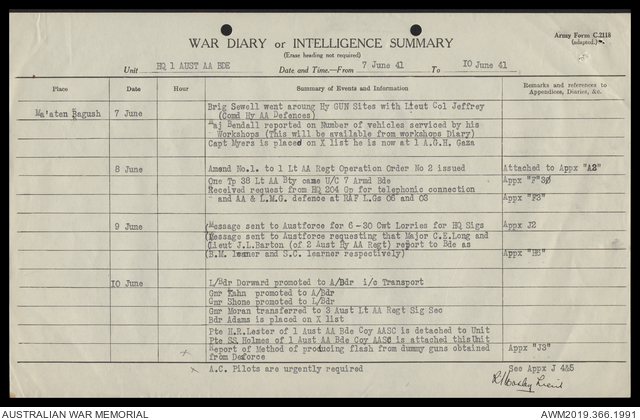 Army Form C.2118
(adapted.)
WAR DIARY or INTELLIGENCE SUMMARY
(Erase heading not required)
Unit HQ 1 AUST AA BDE Date and Time.—From 7 June 41 To 10 June 41
Place Date Hour Summary of Events and Information Remarks and references to Appendices, Diaries, &c.
Ma'aten Bagush 7 June Brig Sewell went aroung Hy GUN Sites with Lieut Col Jeffrey
(Comd Hy AA Defences)
Maj Bendall reported on Number of vehicles serviced by his
Workshops (This will be available from workshops Diary)
Capt Myers is placed on X list he is now at 1 A.G.H. Gaza
8 June Amend No.1. to 1 Lt AA Regt Operation Order No 2 issued Attached to Appx "A2"
One Tp 38 Lt AA Bty came U/C 7 Armd Bde Appx "F"
Received request from HQ 204 Gp for telephonic connection
and AA & L.M.G. defence at RAF L.Gs 06 and 08 Appx "F3"
9 June (Message sent to Austforce for 6-30 Cwt Lorries for HQ Sigs Appx J2
(Message sent to Austforce requesting that Major C.E.Long and
(Lieut J.L.Barton (of 2 Aust Hy AA Regt) report to Bde as
(B.M. learner and S.C. learner respectively) Appx "H6"
10 June L/Bdr Dorward promoted to A/Bdr i/c Transport
Gnr Kahn promoted to A/Bdr
Gnr Shone promoted to L/Bdr
Gnr Moran transferred to 3 Aust Lt AA Regt Sig Sec
Bdr Adams is placed on X list
Pte H.R.Lester of 1 Aust AA Bde Coy AASC is detached to Unit
Pte SS.Holmes of 1 Aust AA Bde Coy AASC is attached this Unit
x Report of Method of producing flash from dummy guns obtained Appx "J3"
from Desforce
x A.C. Pilots are urgently required See Appx J 4&5
AUSTRALIAN WAR MEMORIAL AWM2019.366.1991